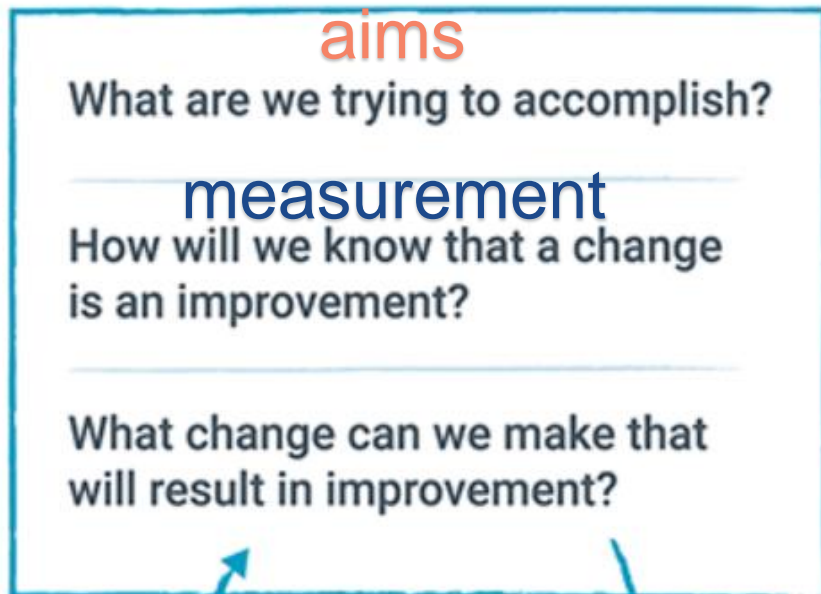 aims
What are we trying to accomplish?
measurement
How will we know that a change
is an improvement?
What change can we make that
will result in improvement?